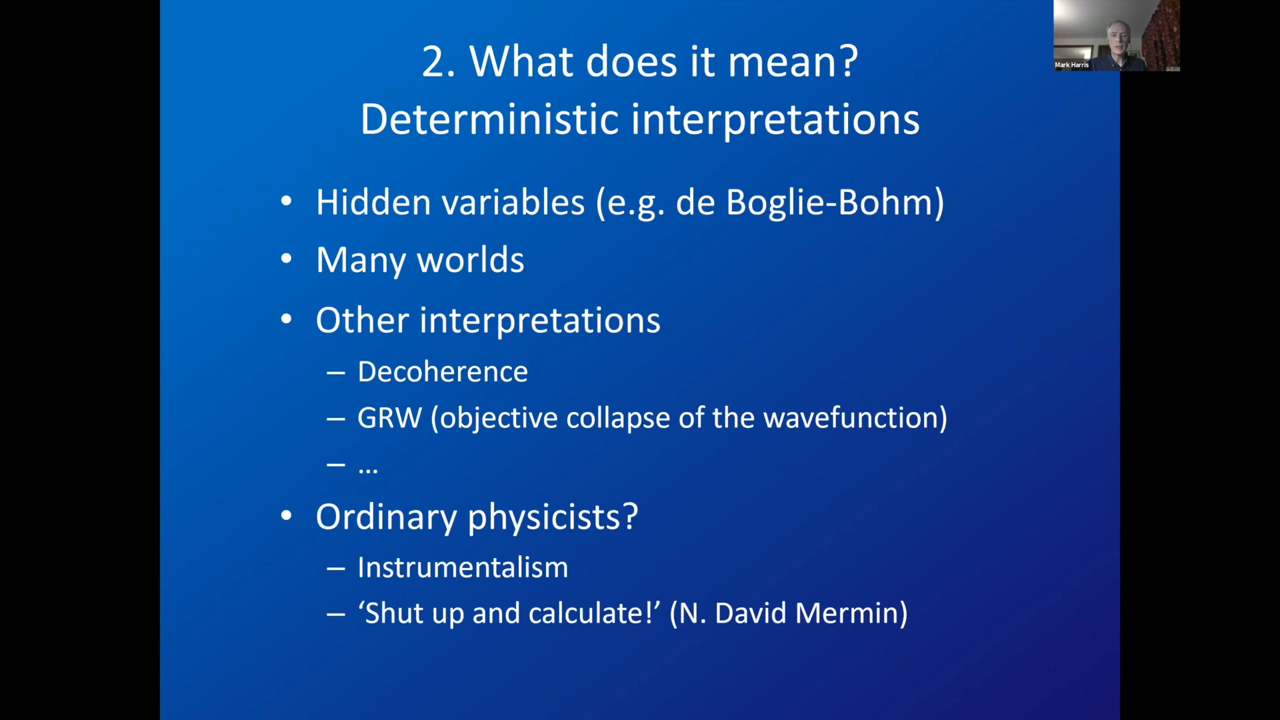 2. What does it mean?
Deterministic interpretations
• Hidden variables (e.g. de Boglie-Bohm)
• Many worlds
• Other interpretations
– Decoherence
– GRW (objective collapse of the wavefunction)
– …
• Ordinary physicists?
– Instrumentalism
– ‘Shut up and calculate!’ (N. David Mermin)
Mark Harris